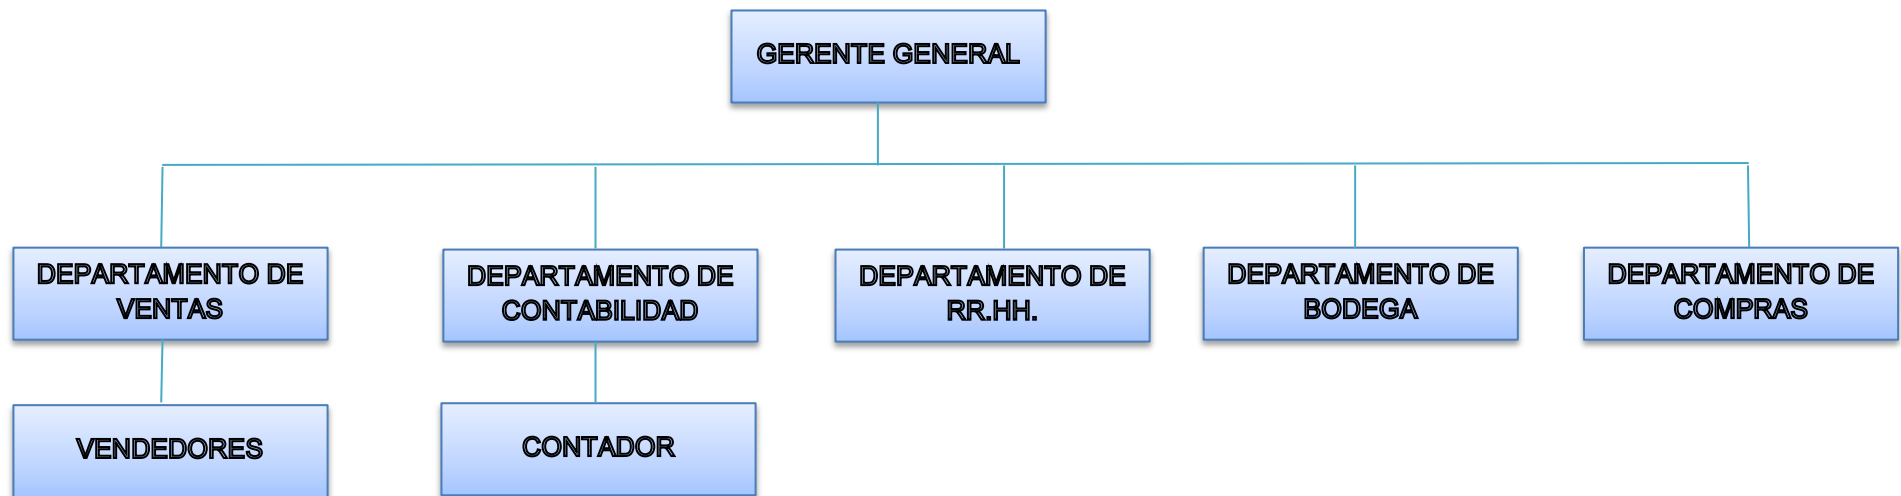 GERENTE GENERAL
DEPARTAMENTO DE
VENTAS
DEPARTAMENTO DE
CONTABILIDAD
DEPARTAMENTO DE
RR.HH.
DEPARTAMENTO DE
BODEGA
DEPARTAMENTO DE
COMPRAS
VENDEDORES
CONTADOR